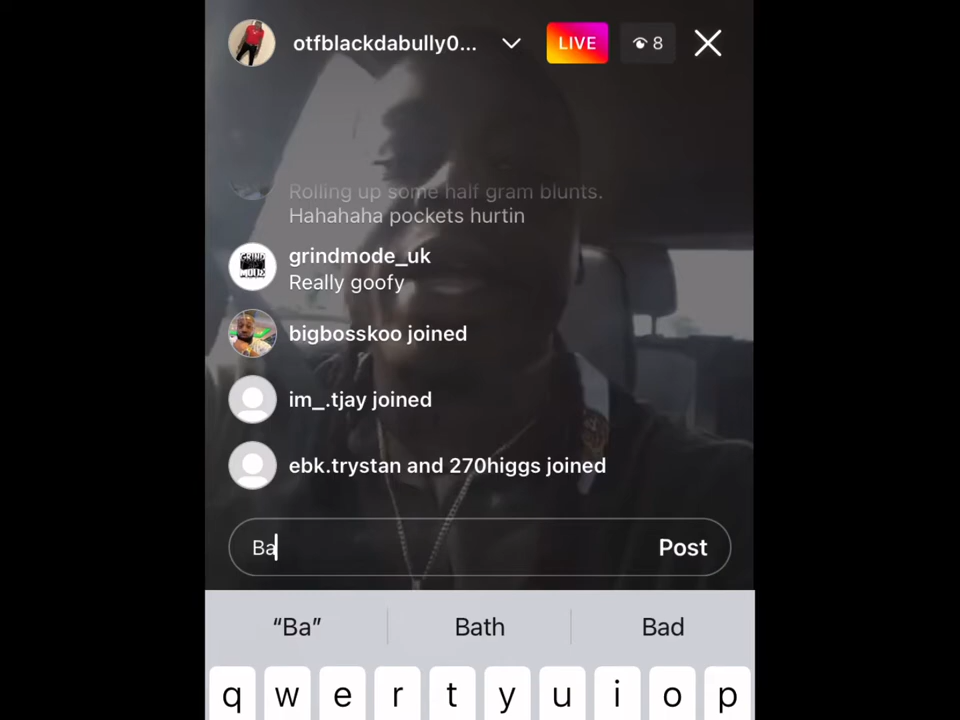 otfblackdabully0...
LIVE
8
Rolling up some half gram blunts.
Hahahaha pockets hurtin
grindmode_uk
Really goofy
bigbosskoo joined
im_.tjay joined
ebk.trystan and 270higgs joined
Ba
Post
“Ba”
Bath
Bad
q w e r t y u i o p